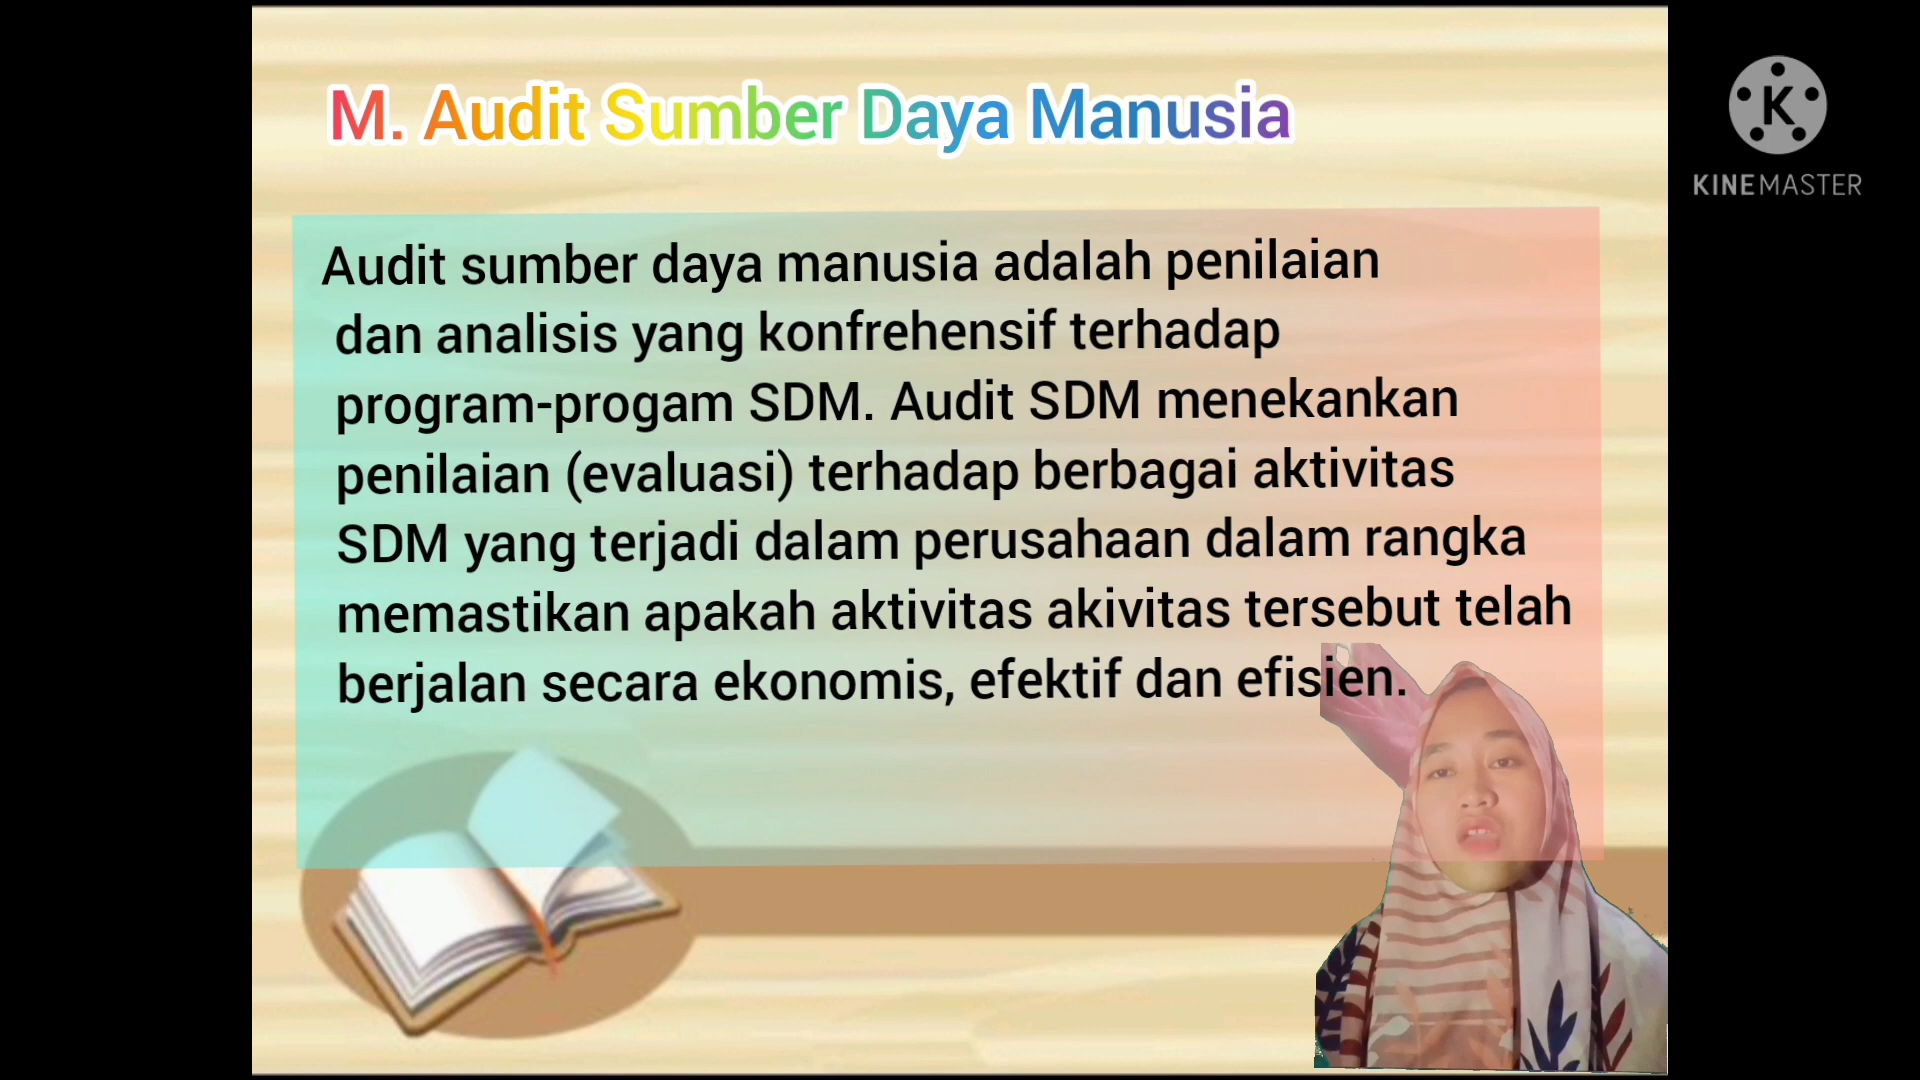 M. Audit Sumber Daya Manusia
K
KINEMASTER
Audit sumber daya manusia adalah penilaian
dan analisis yang konfrehensif terhadap
program-progam SDM. Audit SDM menekankan
penilaian (evaluasi) terhadap berbagai aktivitas
SDM yang terjadi dalam perusahaan dalam rangka
memastikan apakah aktivitas akivitas tersebut telah
berjalan secara ekonomis, efektif dan efisien.